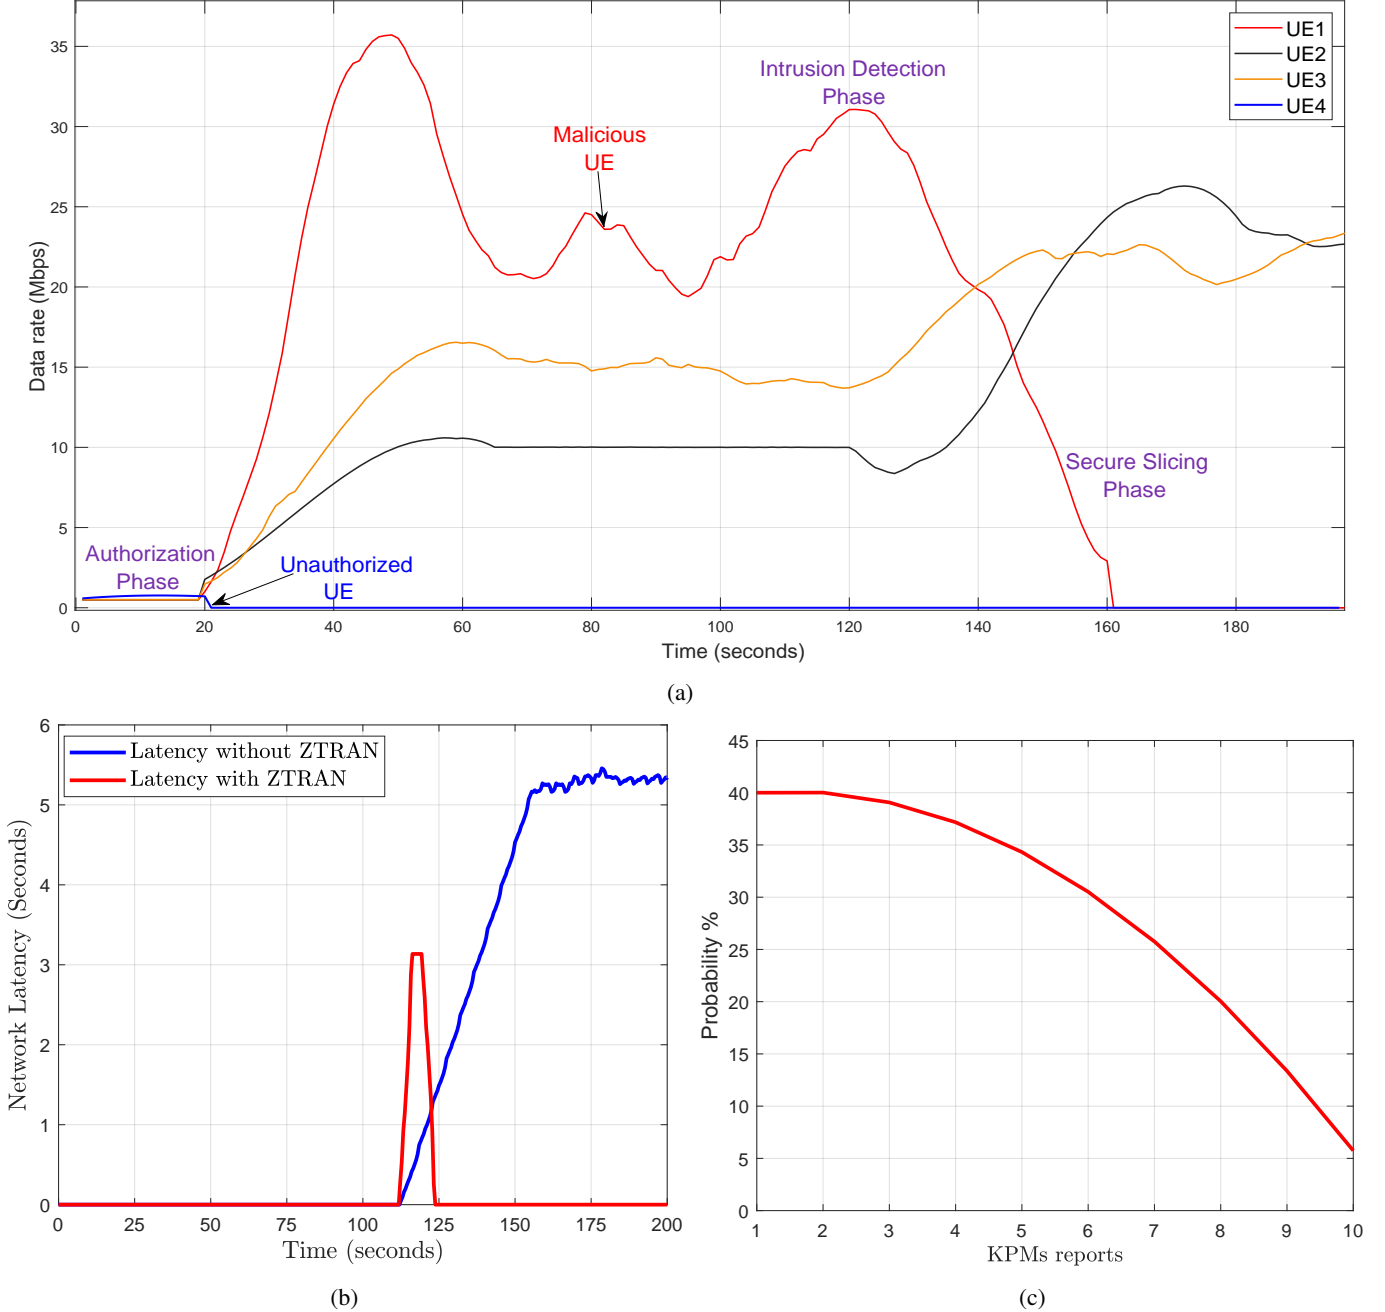 35
30
25
20
15
10
5
0
Data rate (Mbps)
UE1
UE2
UE3
UE4
Intrusion Detection
Phase
Malicious
UE
Secure Slicing
Phase
Authorization
Phase
Unauthorized
UE
0 20 40 60 80 100 120 140 160 180
Time (seconds)
(a)
6
5
4
3
2
1
0
Network Latency (Seconds)
Latency without ZTRAN
Latency with ZTRAN
0 25 50 75 100 125 150 175 200
Time (seconds)
(b)
45
40
35
30
25
20
15
10
5
0
Probability %
1 2 3 4 5 6 7 8 9 10
KPMs reports
(c)